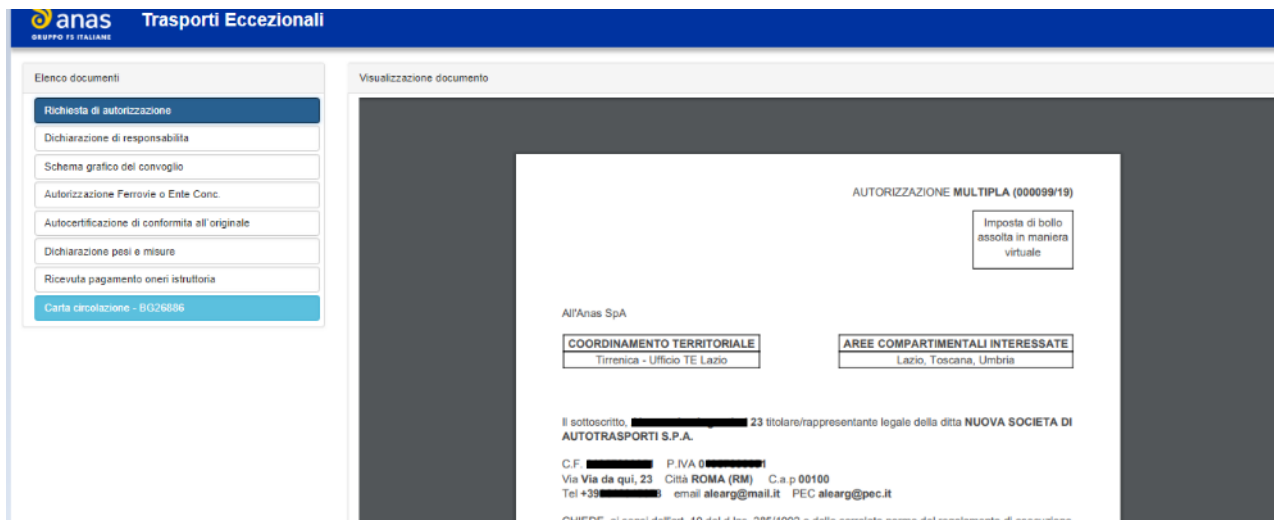 anas
GRUPPO FS ITALIANE
Trasporti Eccezionali
Elenco documenti
Richiesta di autorizzazione
Dichiarazione di responsabilita
Schema grafico del convoglio
Autorizzazione Ferrovie o Ente Conc.
Autocertificazione di conformita all'originale
Dichiarazione pesi e misure
Ricevuta pagamento oneri istruttoria
Carta circolazione - BG26886
Visualizzazione documento
AUTORIZZAZIONE MULTIPLA (000099/19)
Imposta di bollo
assolta in maniera
virtuale
All'Anas SpA
COORDINAMENTO TERRITORIALE
Tirrenica - Ufficio TE Lazio
AREE COMPARTIMENTALI INTERESSATE
Lazio, Toscana, Umbria
Il sottoscritto, 23 titolare/rappresentante legale della ditta NUOVA SOCIETA DI
AUTOTRASPORTI S.P.A.
C.F. P.IVA 0
Via Via da qui, 23 Città ROMA (RM) C.a.p 00100
Tel +39 email alearg@mail.it PEC alearg@pec.it